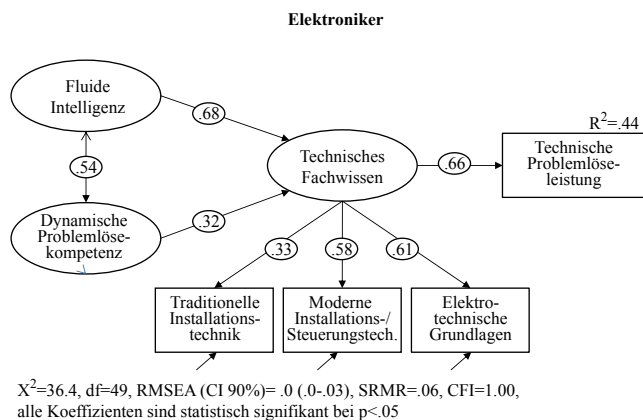 Elektroniker
Fluide
Intelligenz
.68
R²=.44
Technisches
Fachwissen
.66
Technische
Problemlöse-
leistung
.54
Dynamische
Problemlöse-
kompetenz
.32
.33
.58
.61
Traditionelle
Installations-
technik
Moderne
Installations-/
Steuerungstech.
Elektro-
technische
Grundlagen
X²=36.4, df=49, RMSEA (CI 90%)= .0 (.0-.03), SRMR=.06, CFI=1.00,
alle Koeffizienten sind statistisch signifikant bei p<.05